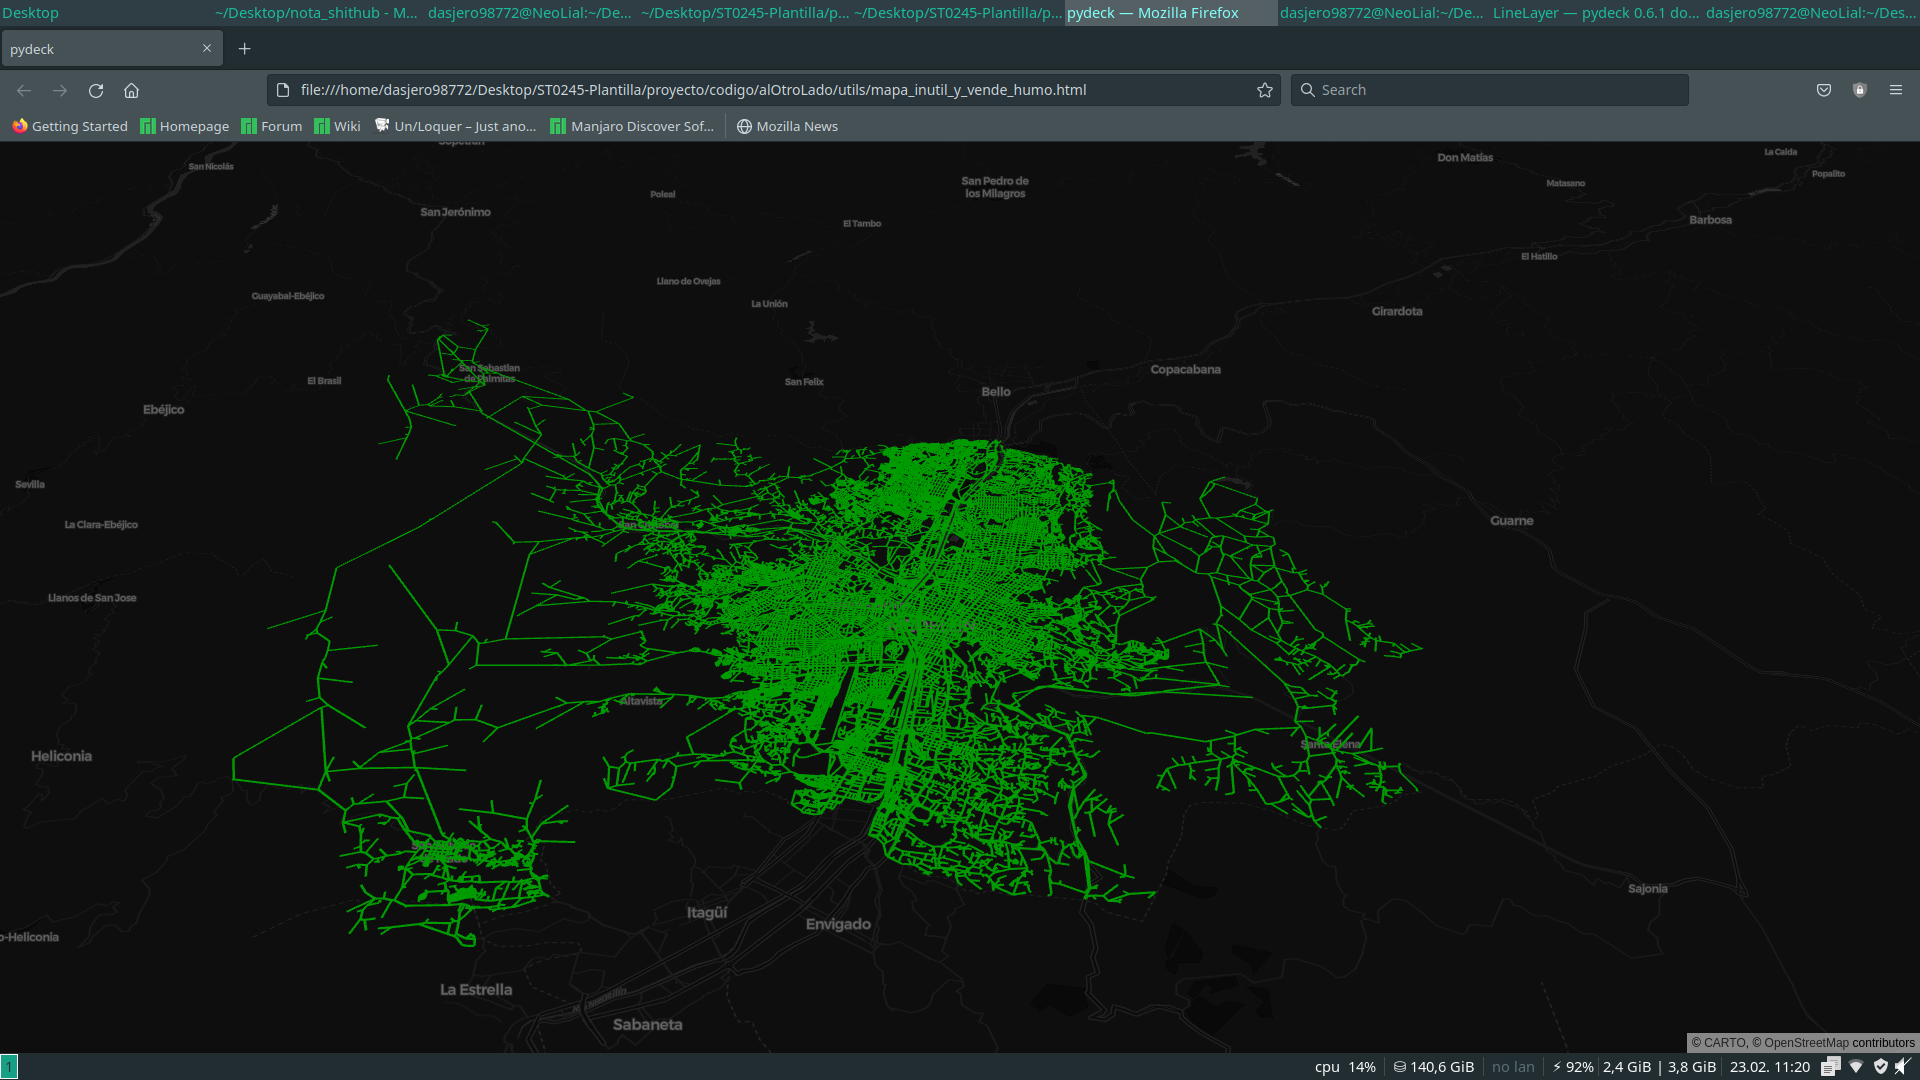 Desktop
~/Desktop/nota_shithub - M...
dasjero98772@NeoLial:~/De...
~/Desktop/ST0245-Plantilla/p...
~/Desktop/ST0245-Plantilla/p...
pydeck — Mozilla Firefox
dasjero98772@NeoLial:~/De...
LineLayer — pydeck 0.6.1 do...
dasjero98772@NeoLial:~/Des...
pydeck
file:///home/dasjero98772/Desktop/ST0245-Plantilla/proyecto/codigo/alOtroLado/utils/mapa_inutil_y_vende_humo.html
Search
Getting Started
Homepage
Forum
Wiki
Un/Loquer – Just ano...
Manjaro Discover Sof...
Mozilla News
Sopetrán
La Calda
Don Matías
San Nicolás
Popalito
San Pedro de
los Milagros
Matasano
Poleal
San Jerónimo
Barbosa
El Tambo
El Hatillo
Llano de Ovejas
Guayabal-Ebéjico
La Unión
Girardota
San Sebastian
de Palmitas
Copacabana
El Brasil
San Felix
Bello
Ebéjico
Sevilla
Guarne
La Clara-Ebéjico
San Cristóbal
Llanos de San Jose
Altavista
Santa Elena
Heliconia
Sajonia
Itagüí
Envigado
o-Heliconia
La Estrella
Sabaneta
© CARTO, © OpenStreetMap contributors
1
cpu 14%
140,6 GiB
no lan
92%
2,4 GiB | 3,8 GiB
23.02. 11:20